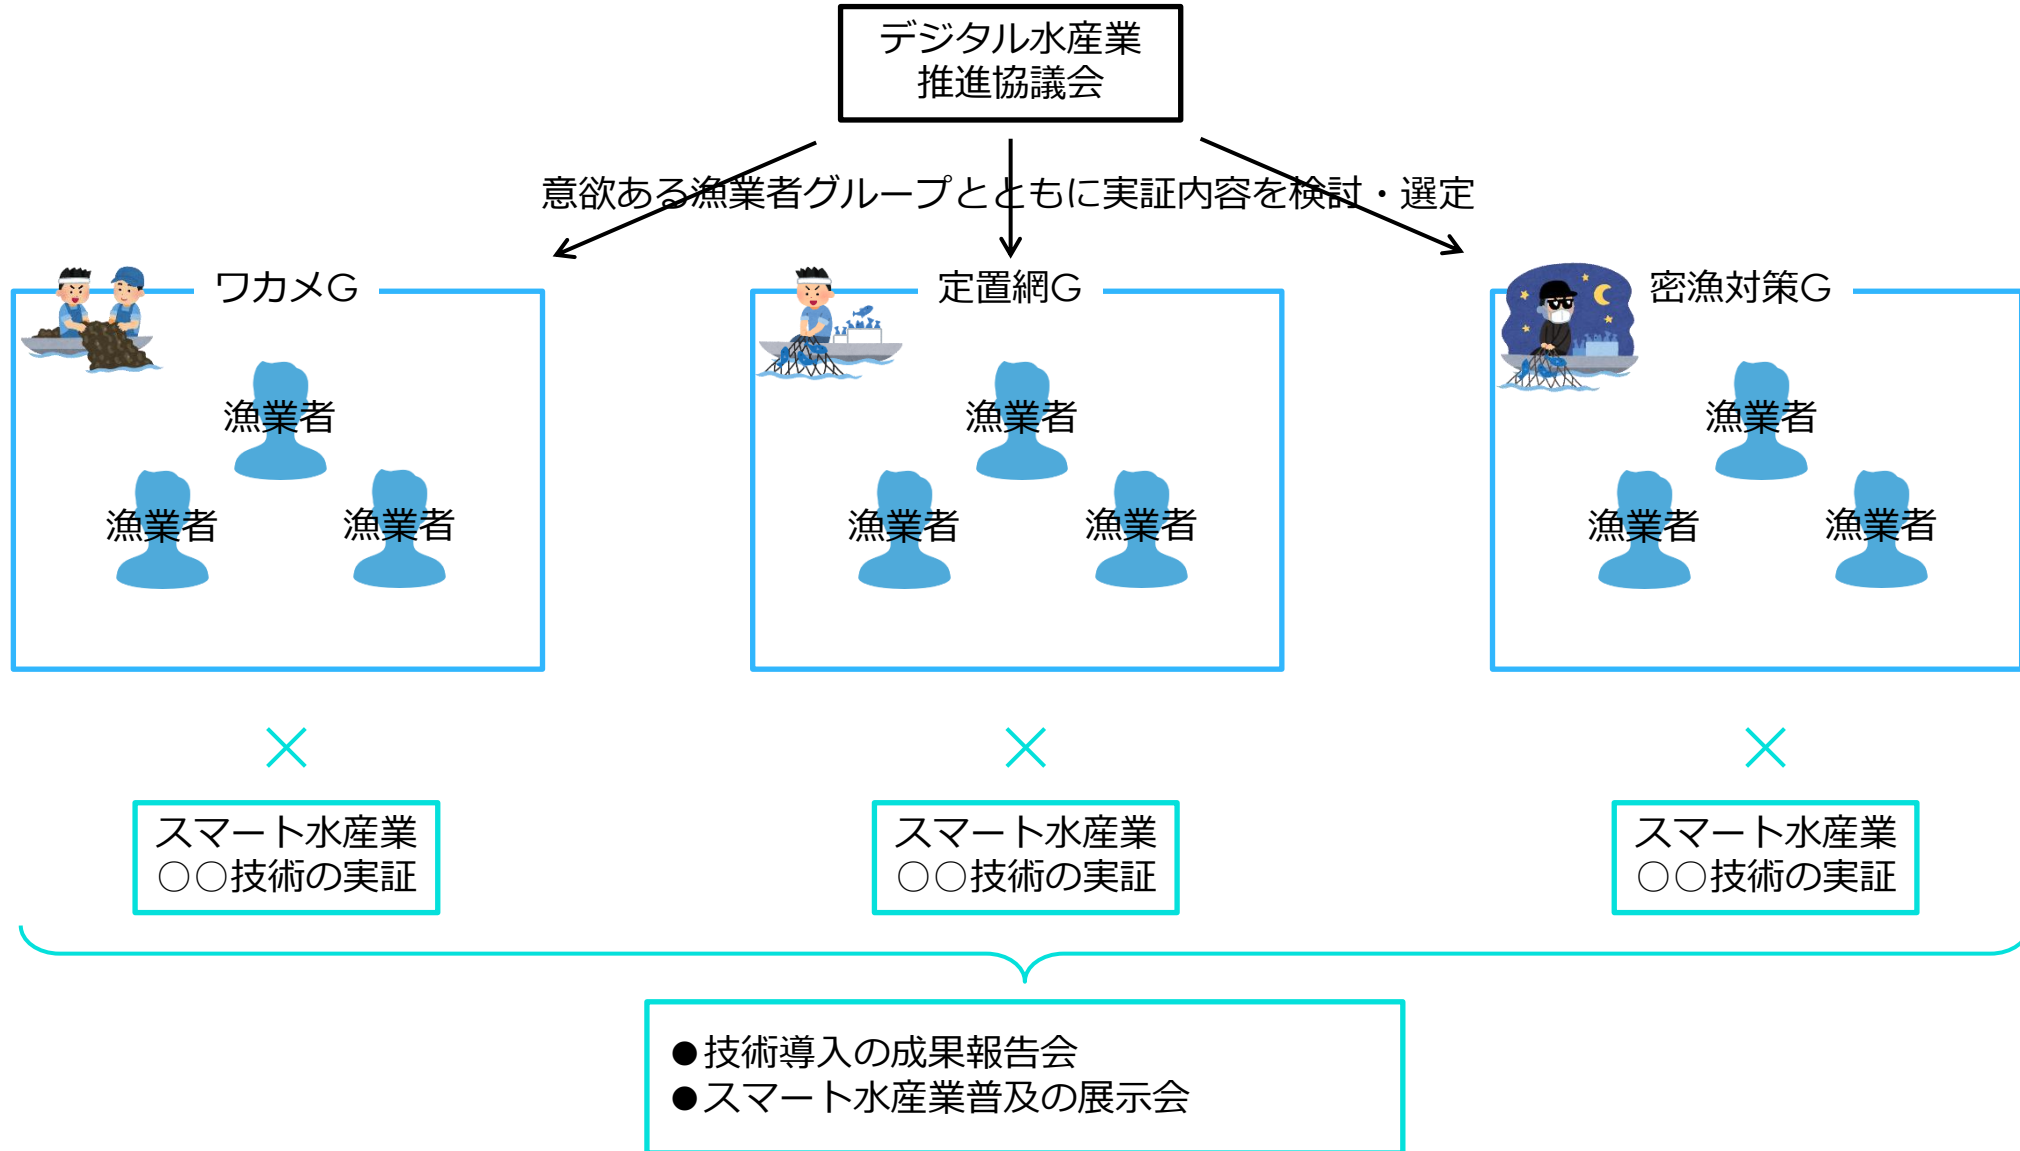 デジタル水産業
推進協議会
意欲ある漁業者グループとともに実証内容を検討・選定
ワカメG
漁業者
漁業者
漁業者
定置網G
漁業者
漁業者
漁業者
密漁対策G
漁業者
漁業者
漁業者
×
×
×
スマート水産業
○○技術の実証
スマート水産業
○○技術の実証
スマート水産業
○○技術の実証
●技術導入の成果報告会
●スマート水産業普及の展示会